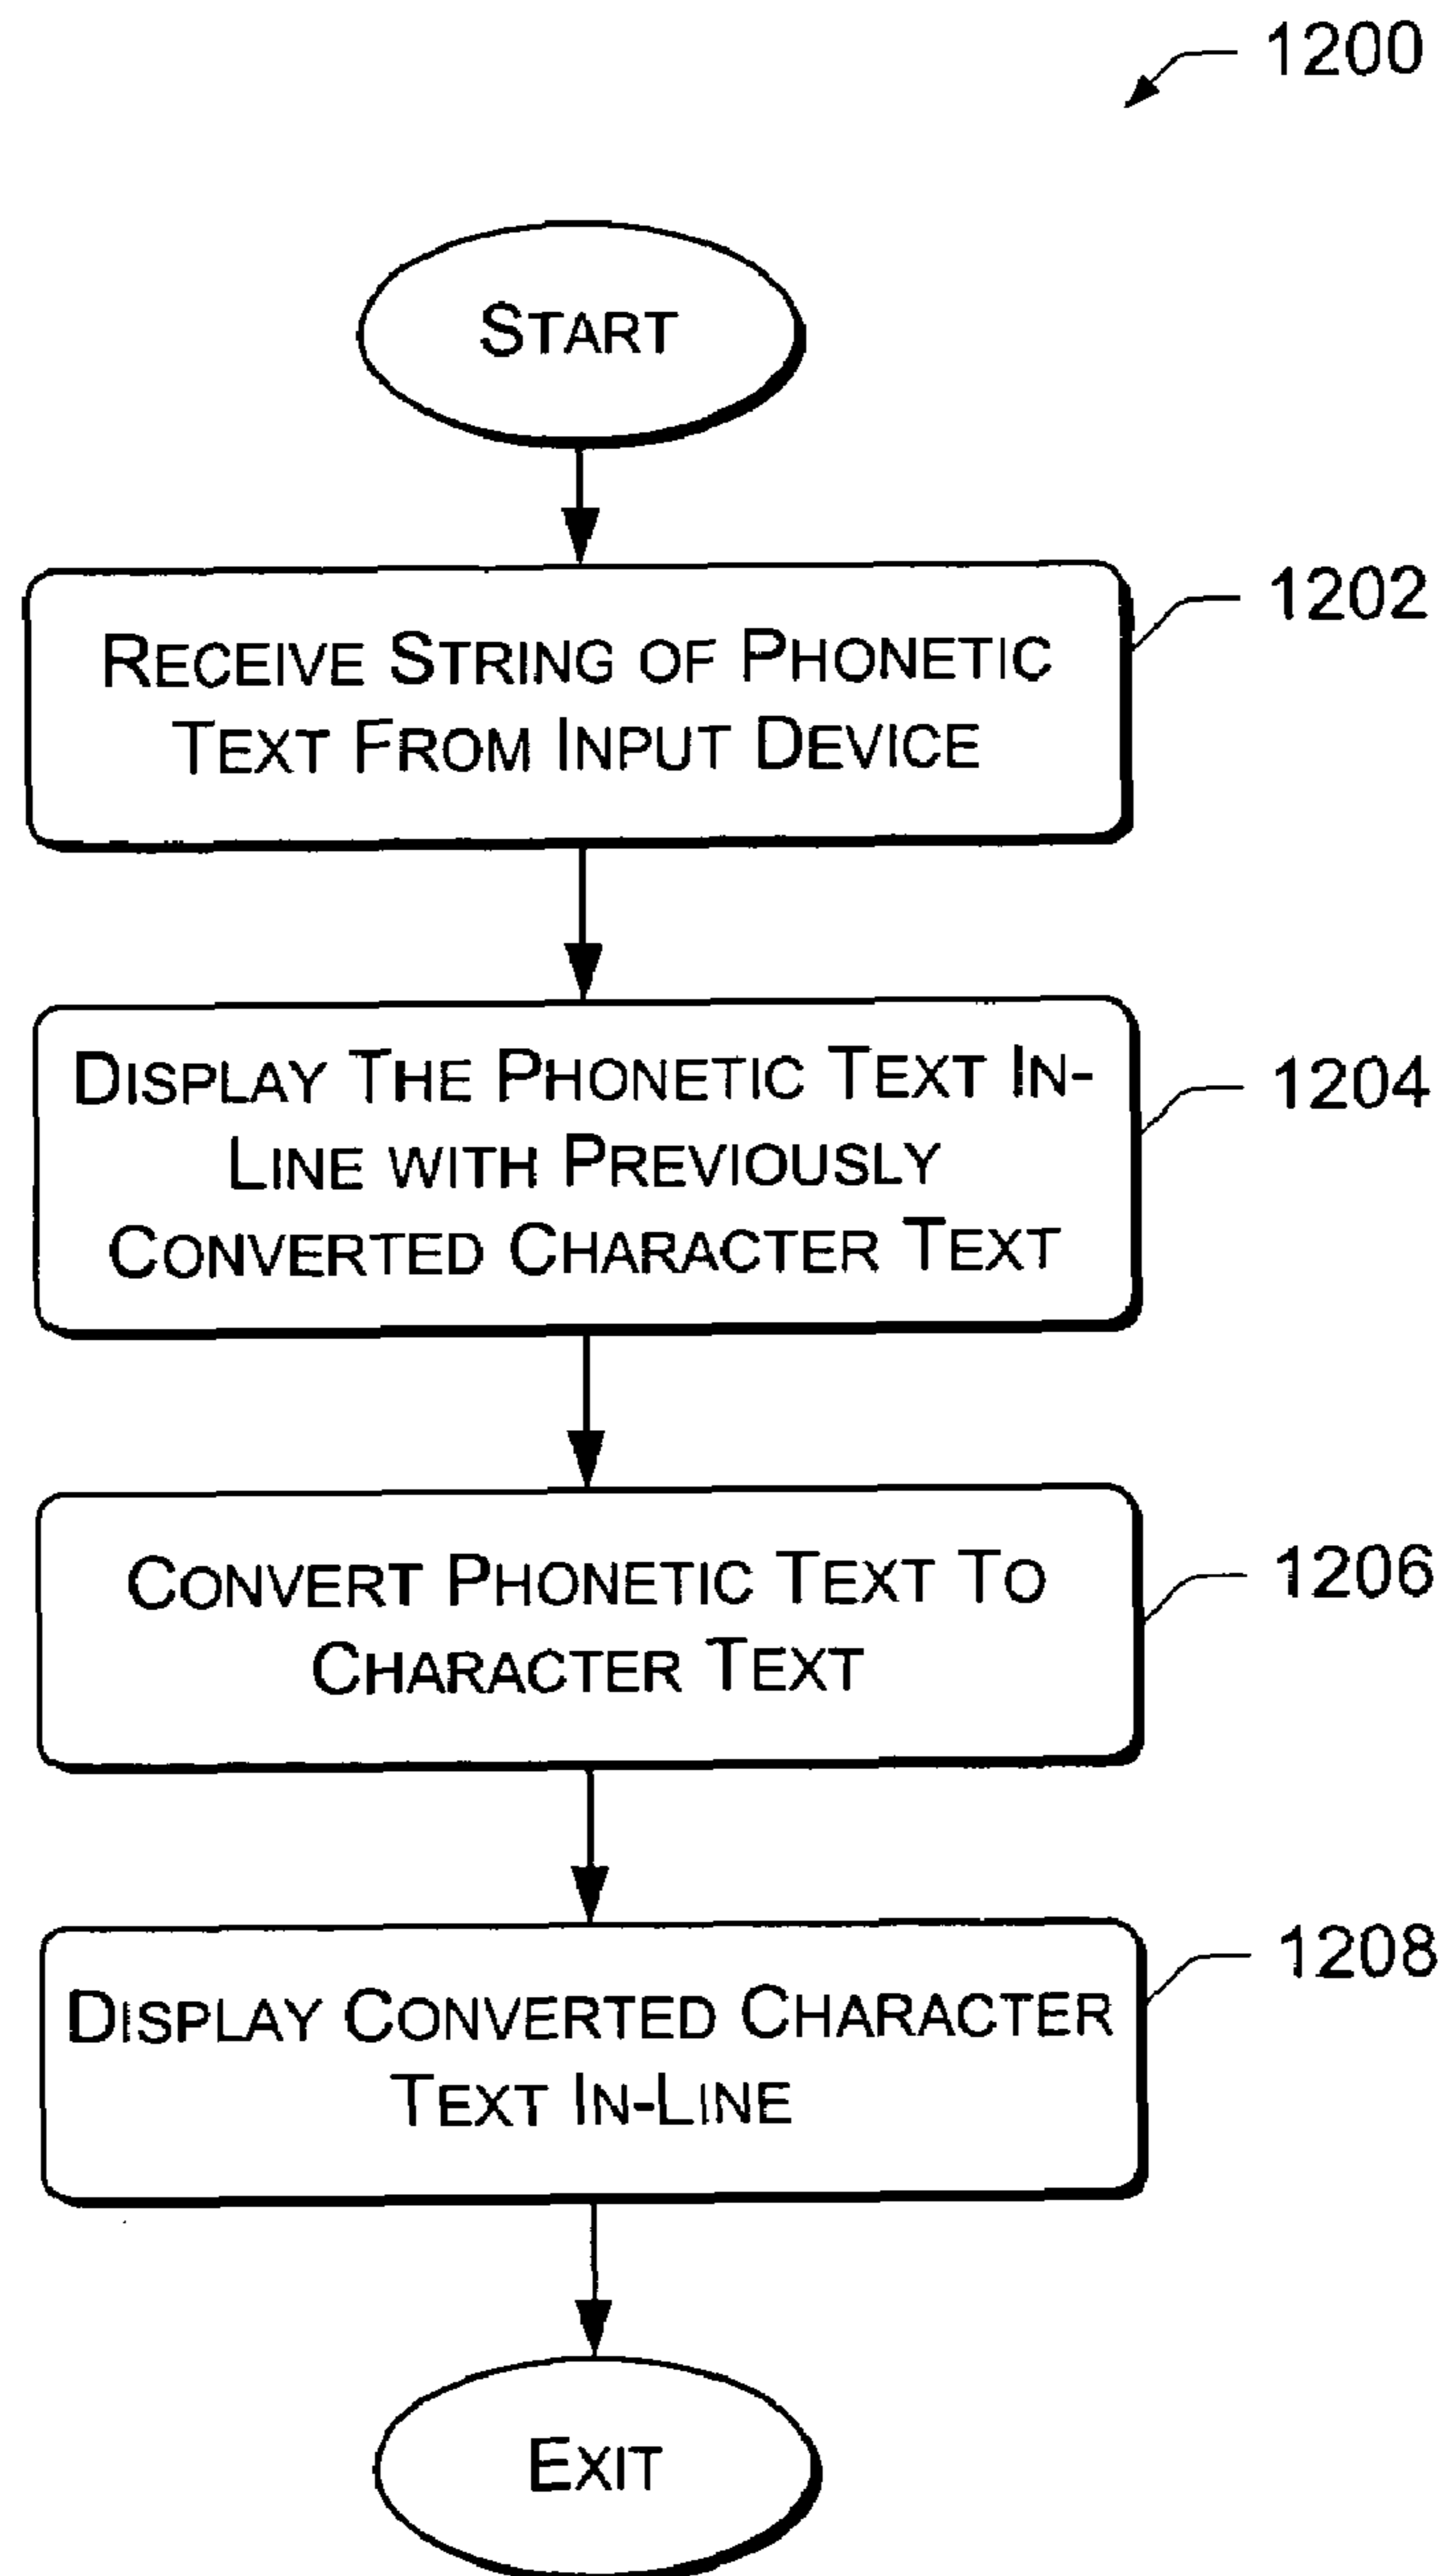 1200
START
RECEIVE STRING OF PHONETIC
TEXT FROM INPUT DEVICE
1202
DISPLAY THE PHONETIC TEXT IN-
LINE WITH PREVIOUSLY
CONVERTED CHARACTER TEXT
1204
CONVERT PHONETIC TEXT TO
CHARACTER TEXT
1206
DISPLAY CONVERTED CHARACTER
TEXT IN-LINE
1208
EXIT